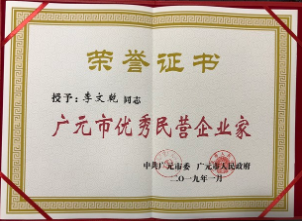 荣誉证书
授予：李文乾 同志
广元市优秀民营企业家
中共广元市委 广元市人民政府
二〇一九年一月